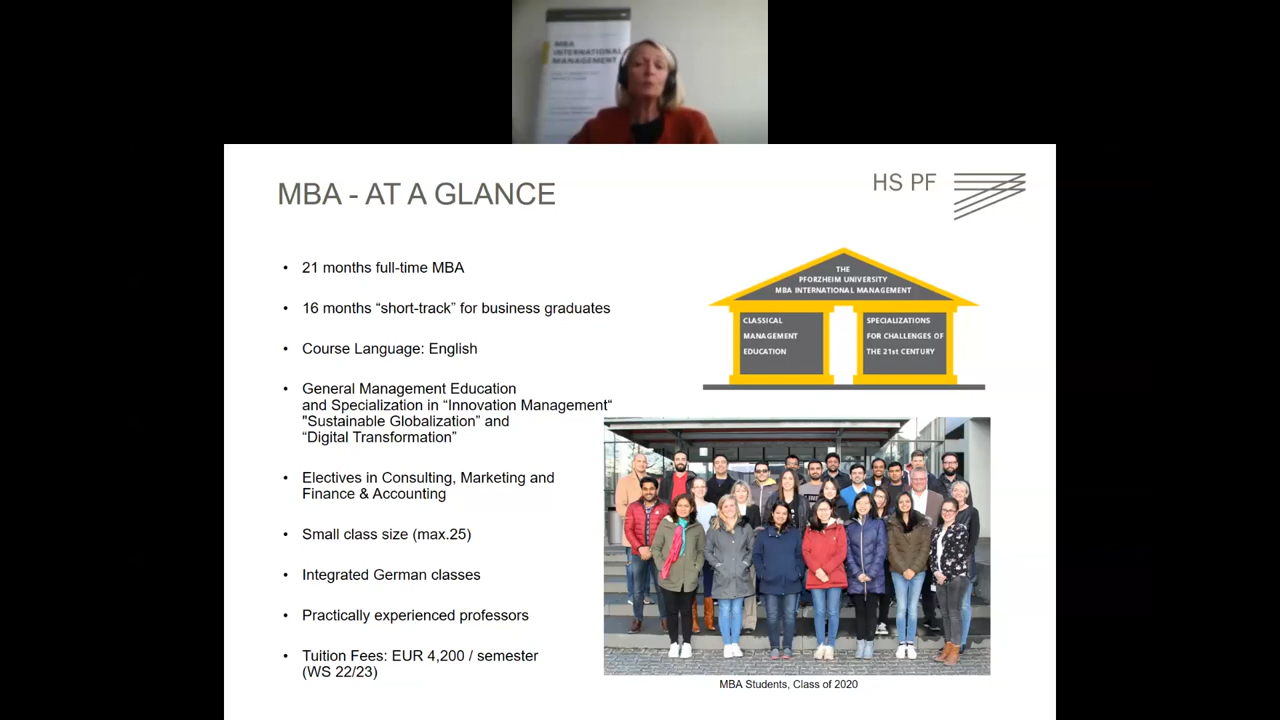 MBA
INTERNATIONAL
MANAGEMENT
MBA - AT A GLANCE
HS PF
• 21 months full-time MBA
• 16 months “short-track” for business graduates
• Course Language: English
• General Management Education
and Specialization in “Innovation Management“
"Sustainable Globalization” and
“Digital Transformation”
• Electives in Consulting, Marketing and
Finance & Accounting
• Small class size (max.25)
• Integrated German classes
• Practically experienced professors
• Tuition Fees: EUR 4,200 / semester
(WS 22/23)
THE
PFORZHEIM UNIVERSITY
MBA INTERNATIONAL MANAGEMENT
CLASSICAL
MANAGEMENT
EDUCATION
SPECIALIZATIONS
FOR CHALLENGES OF
THE 21st CENTURY
MBA Students, Class of 2020